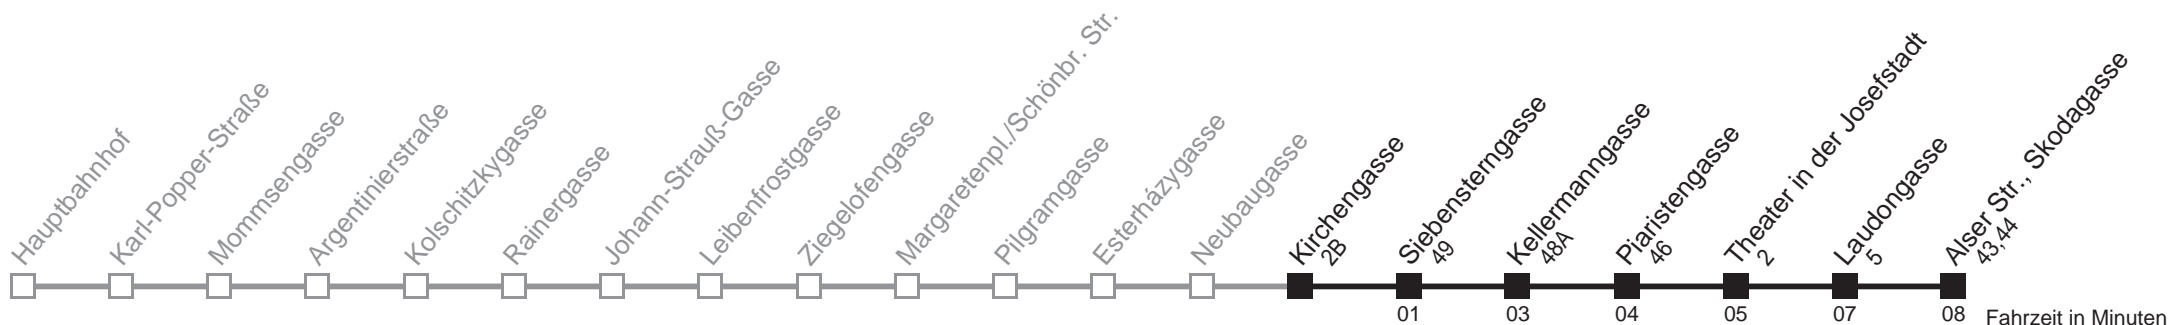 Hauptbahnhof
Karl-Popper-Straße
Mommsengasse
Argentinierstraße
Kolschitzkygasse
Rainergasse
Johann-Strauß-Gasse
Leibenfrostgasse
Ziegelofengasse
Margaretenpl./Schönbr. Str.
Pilgramgasse
Esterházygasse
Neubaugasse
Kirchengasse
2B
Siebensterngasse
49
Kellermanngasse
48A
Piaristengasse
46
Theater in der Josefstadt
2
Laudongasse
5
Alser Str., Skodagasse
43,44
01 03 04 05 07 08 Fahrzeit in Minuten